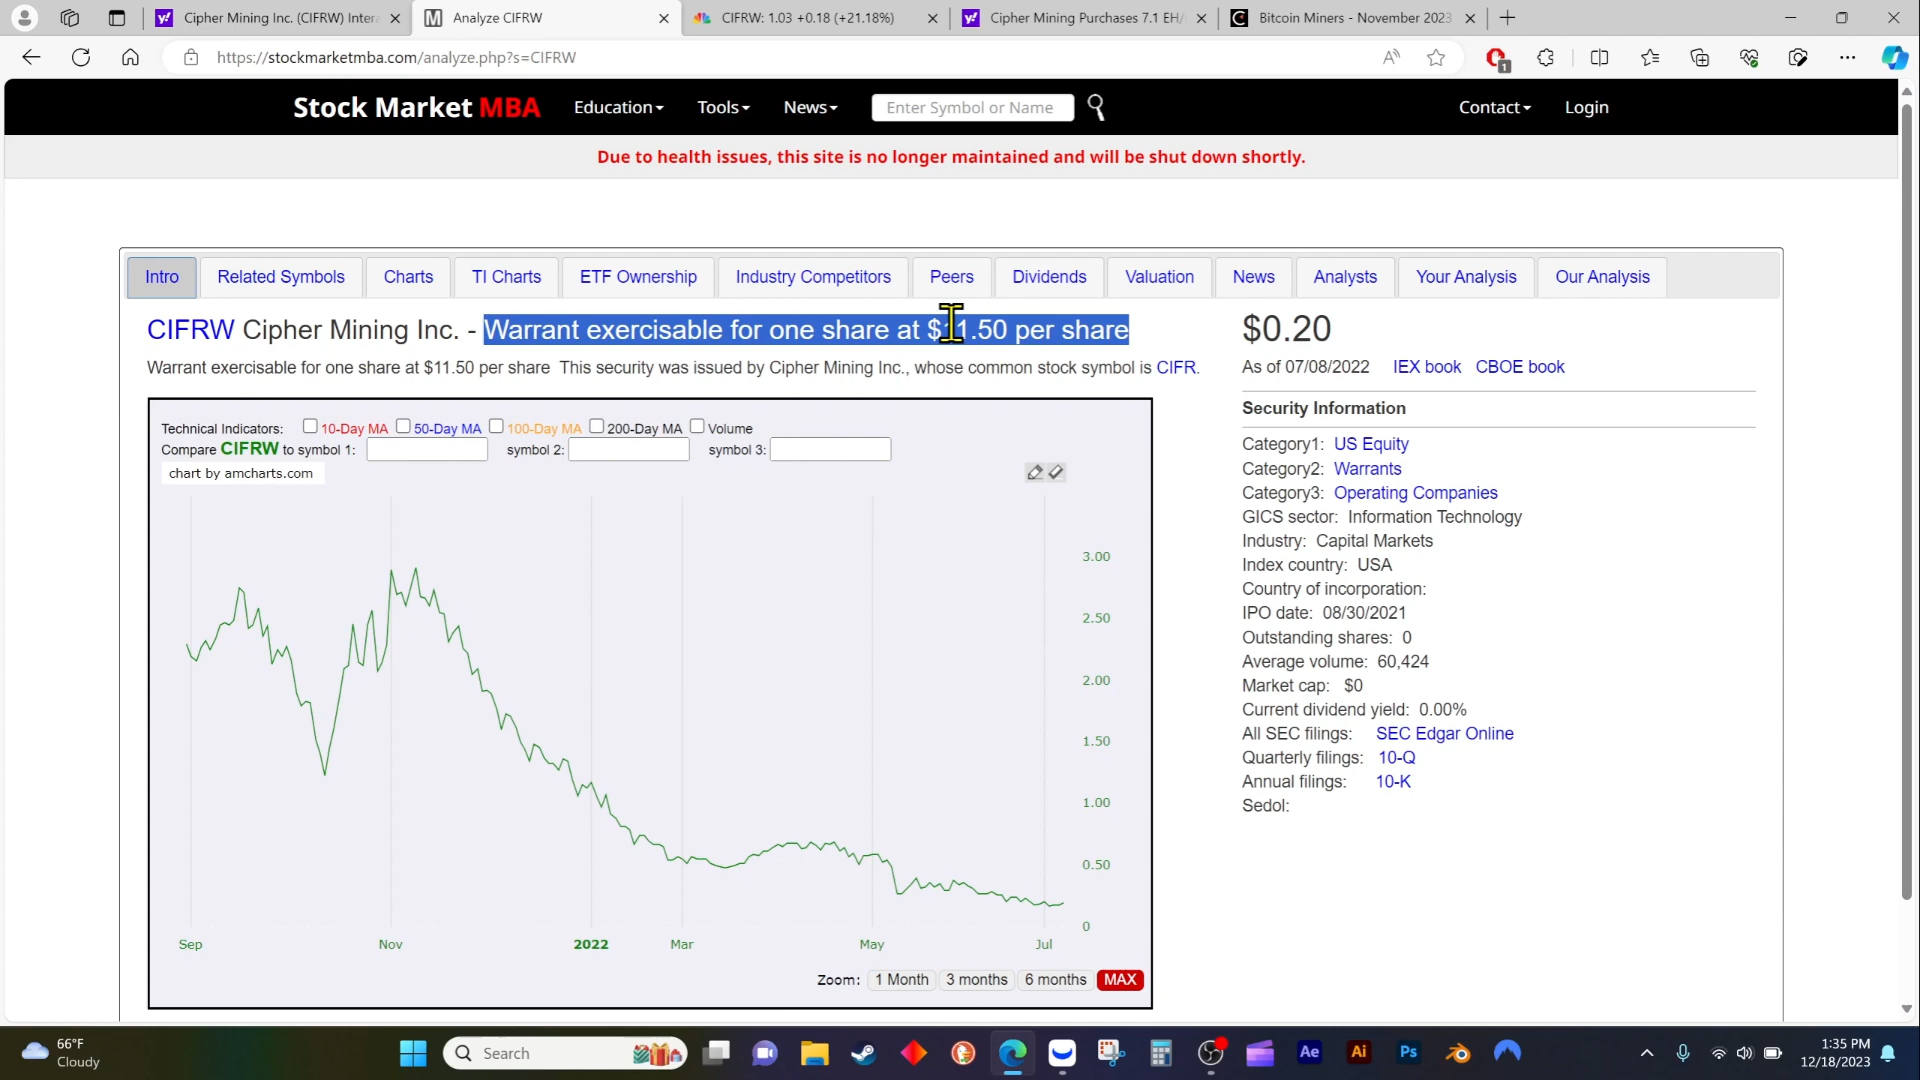 Cipher Mining Inc. (CIFRW) Intera
Analyze CIFRW
CIFRW: 1.03 +0.18 (+21.18%)
Cipher Mining Purchases 7.1 EH/
Bitcoin Miners - November 2023
https://stockmarketmba.com/analyze.php?s=CIFRW
1
Stock Market MBA
Education
Tools
News
Enter Symbol or Name
Contact
Login
Due to health issues, this site is no longer maintained and will be shut down shortly.
Intro
Related Symbols
Charts
TI Charts
ETF Ownership
Industry Competitors
Peers
Dividends
Valuation
News
Analysts
Your Analysis
Our Analysis
CIFRW Cipher Mining Inc. - Warrant exercisable for one share at $11.50 per share
Warrant exercisable for one share at $11.50 per share This security was issued by Cipher Mining Inc., whose common stock symbol is CIFR.
Technical Indicators: 10-Day MA 50-Day MA 100-Day MA 200-Day MA Volume
Compare CIFRW to symbol 1: symbol 2: symbol 3:
chart by amcharts.com
3.00
2.50
2.00
1.50
1.00
0.50
0
Sep Nov 2022 Mar May Jul
Zoom: 1 Month 3 months 6 months MAX
$0.20
As of 07/08/2022 IEX book CBOE book
Security Information
Category1: US Equity
Category2: Warrants
Category3: Operating Companies
GICS sector: Information Technology
Industry: Capital Markets
Index country: USA
Country of incorporation:
IPO date: 08/30/2021
Outstanding shares: 0
Average volume: 60,424
Market cap: $0
Current dividend yield: 0.00%
All SEC filings: SEC Edgar Online
Quarterly filings: 10-Q
Annual filings: 10-K
Sedol:
66°F
Cloudy
Search
Ae
Ai
Ps
1:35 PM
12/18/2023